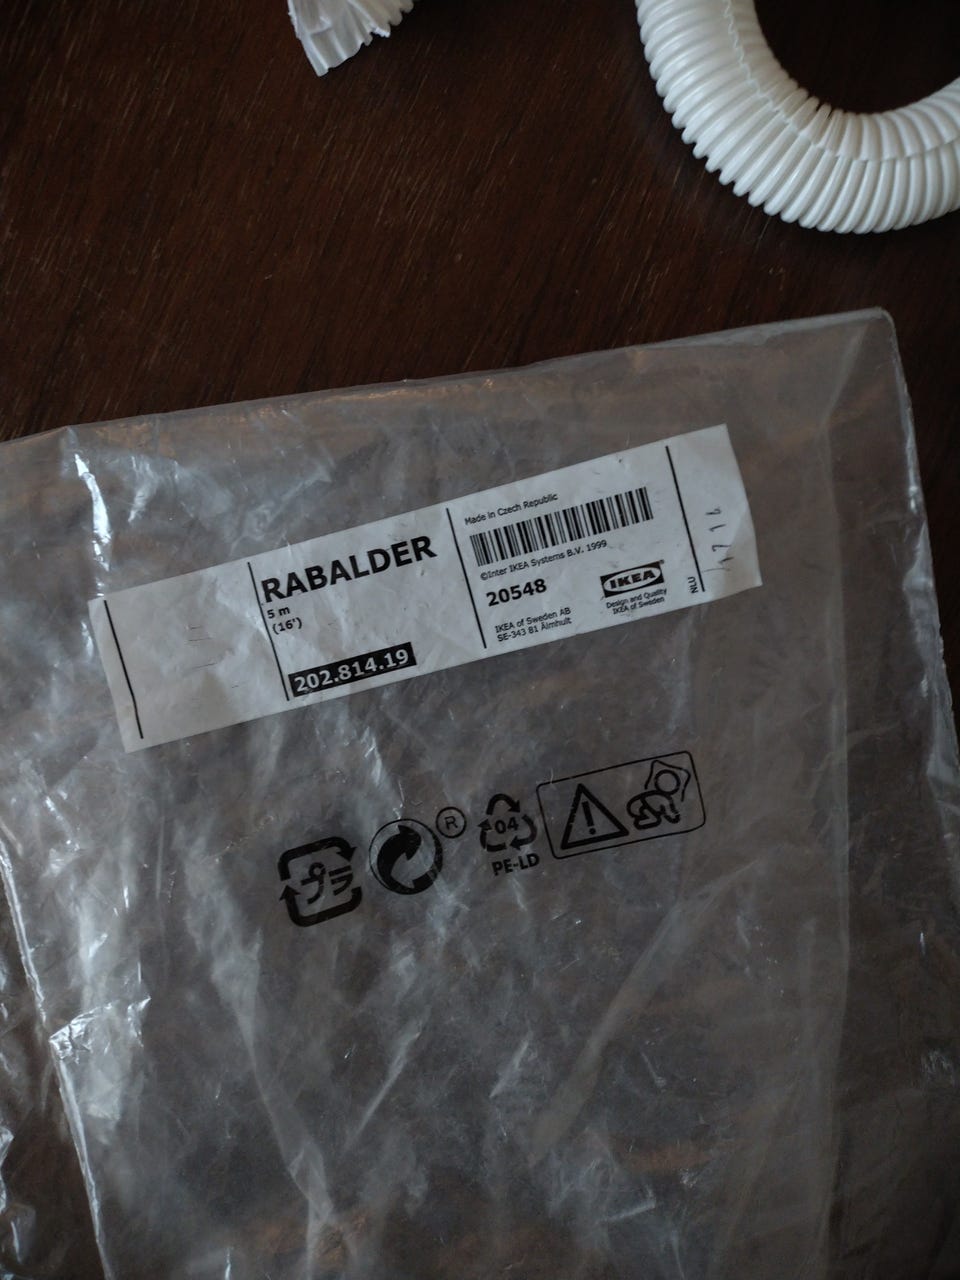 RABALDER
5 m
(16')
202.814.19
Made in Czech Republic
©Inter IKEA Systems B.V. 1999
20548
IKEA of Sweden AB
SE-343 81 Älmhult
IKEA
Design and Quality
IKEA of Sweden
NLU
プラ
R
04
PE-LD